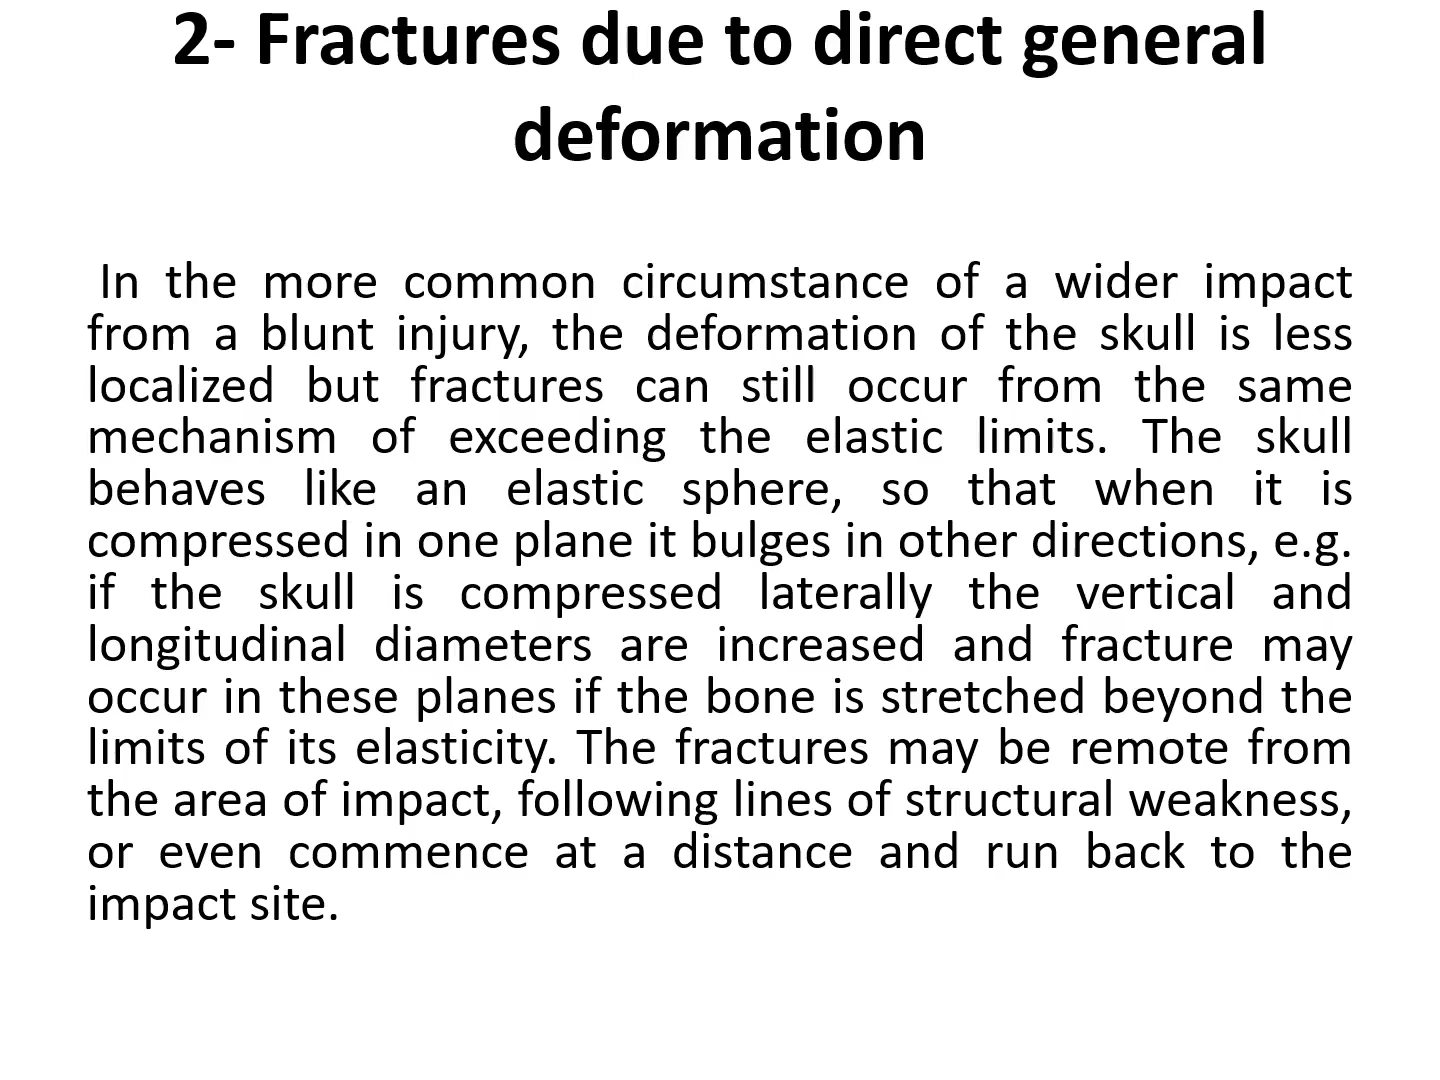 2- Fractures due to direct general
deformation
In the more common circumstance of a wider impact
from a blunt injury, the deformation of the skull is less
localized but fractures can still occur from the same
mechanism of exceeding the elastic limits. The skull
behaves like an elastic sphere, so that when it is
compressed in one plane it bulges in other directions, e.g.
if the skull is compressed laterally the vertical and
longitudinal diameters are increased and fracture may
occur in these planes if the bone is stretched beyond the
limits of its elasticity. The fractures may be remote from
the area of impact, following lines of structural weakness,
or even commence at a distance and run back to the
impact site.